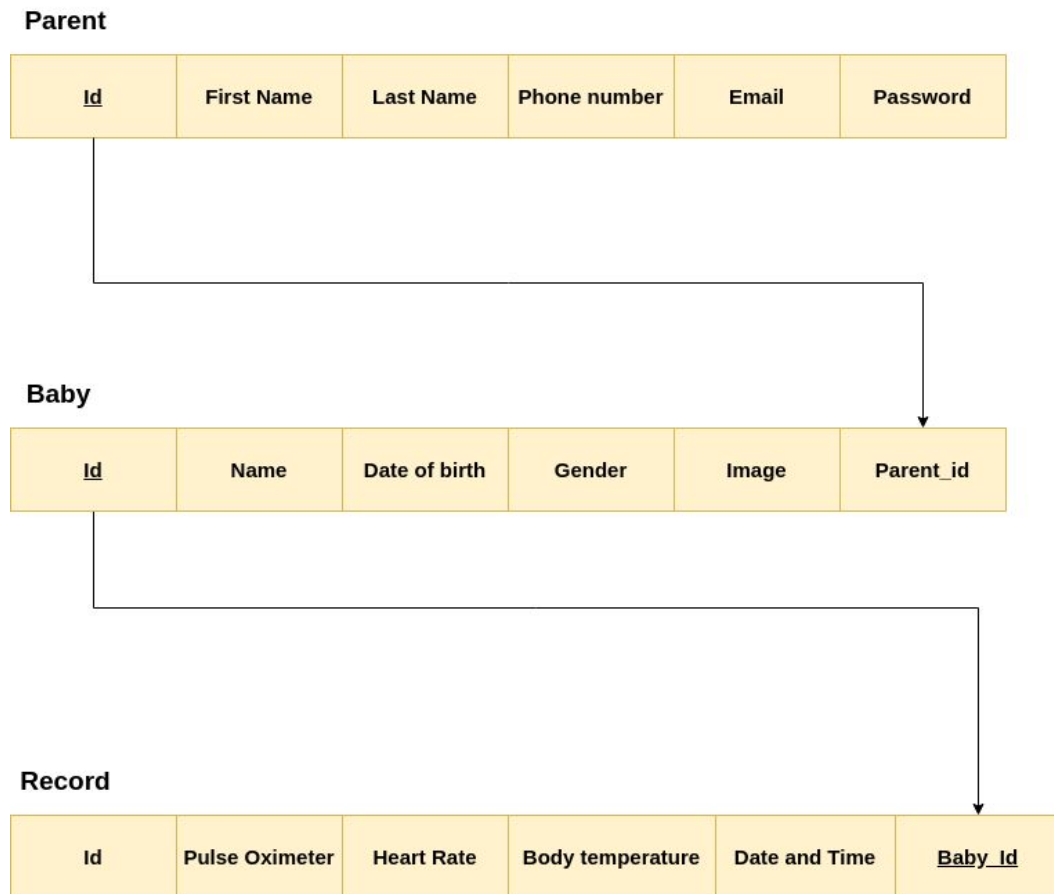 Parent
Id First Name Last Name Phone number Email Password
Baby
Id Name Date of birth Gender Image Parent_id
Record
Id Pulse Oximeter Heart Rate Body temperature Date and Time Baby_Id